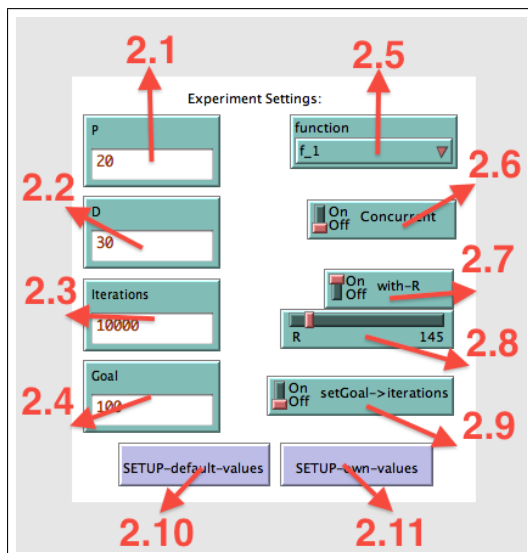 2.1
2.5
Experiment Settings:
P
20
function
f_1
2.2
2.6
D
30
On
Off
Concurrent
2.3
2.7
Iterations
10000
On
Off
with-R
R
145
2.8
2.4
Goal
100
On
Off
setGoal->iterations
2.9
SETUP-default-values
SETUP-own-values
2.10
2.11